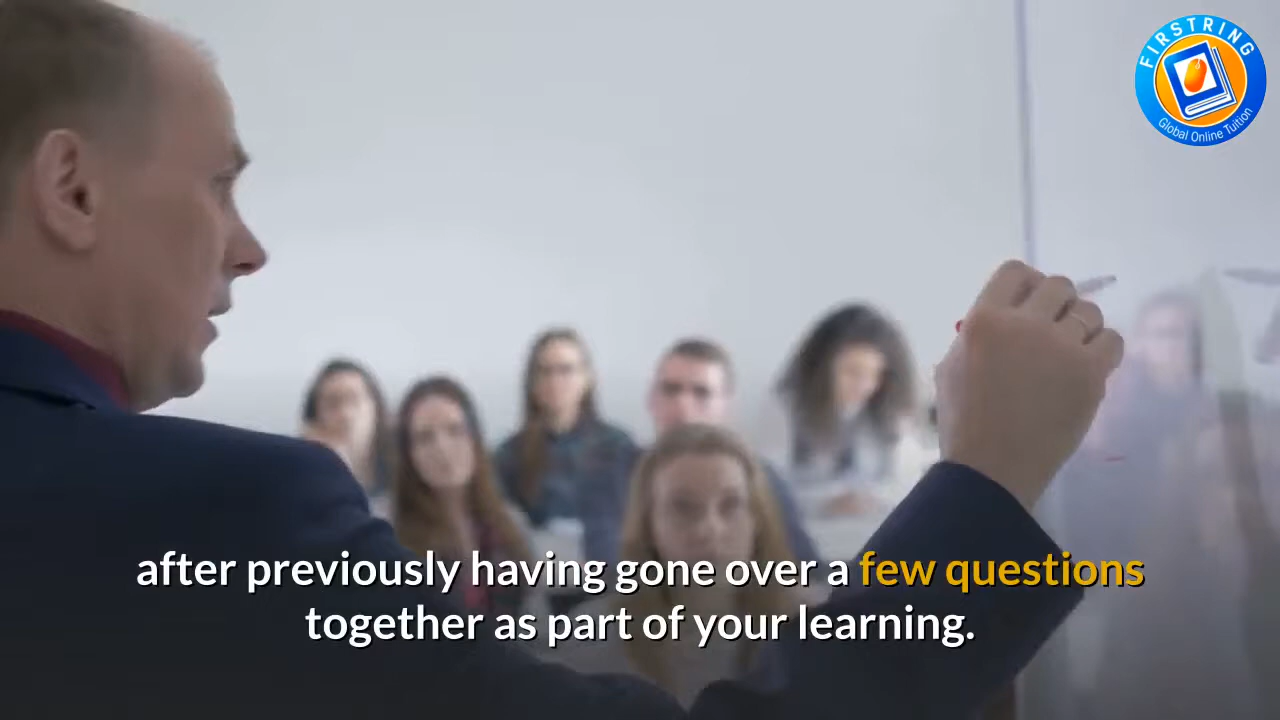 FIRSTRING
Global Online Tuition
after previously having gone over a few questions
together as part of your learning.